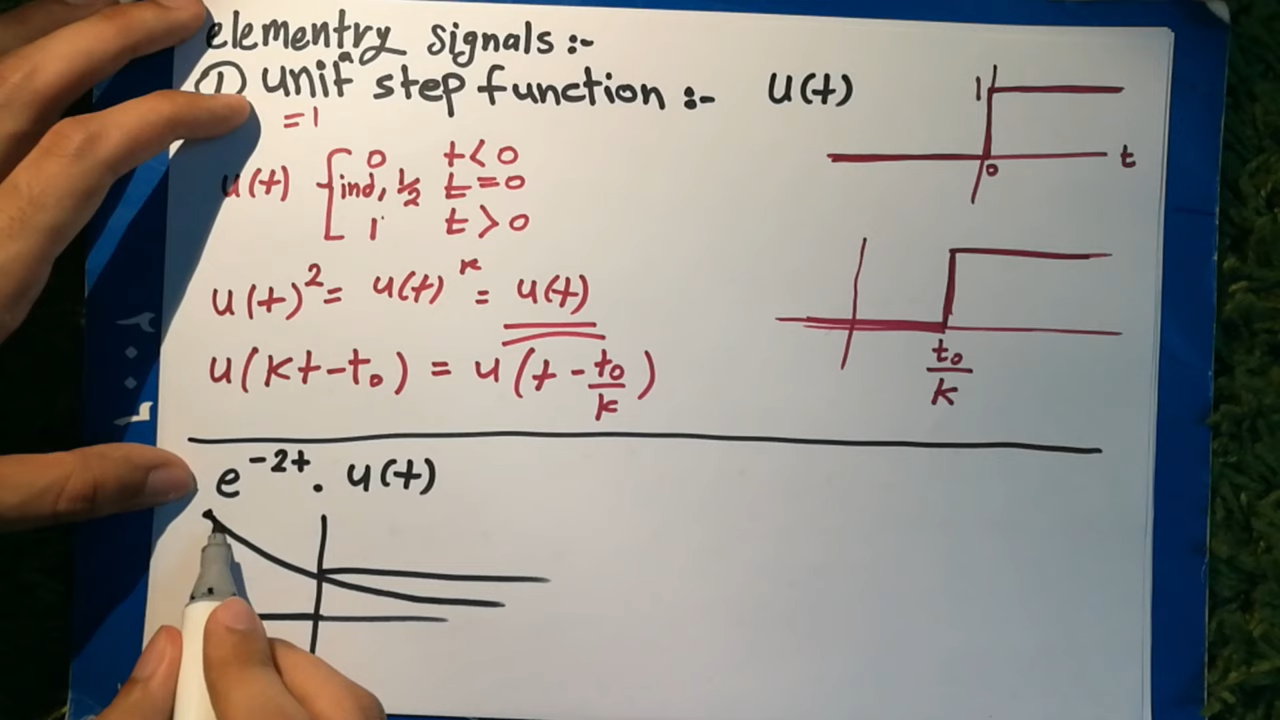 elementry signals :-
① unit step function :- u(t)
a
= 1
1
0
t
u(t) { 0 t<0
ind, 1/2 t=0
1 t>0
u(t)² = u(t)ᴷ = u(t)
u(kt-t₀) = u(t - t₀/k)
t₀/k
e^-2t . u(t)